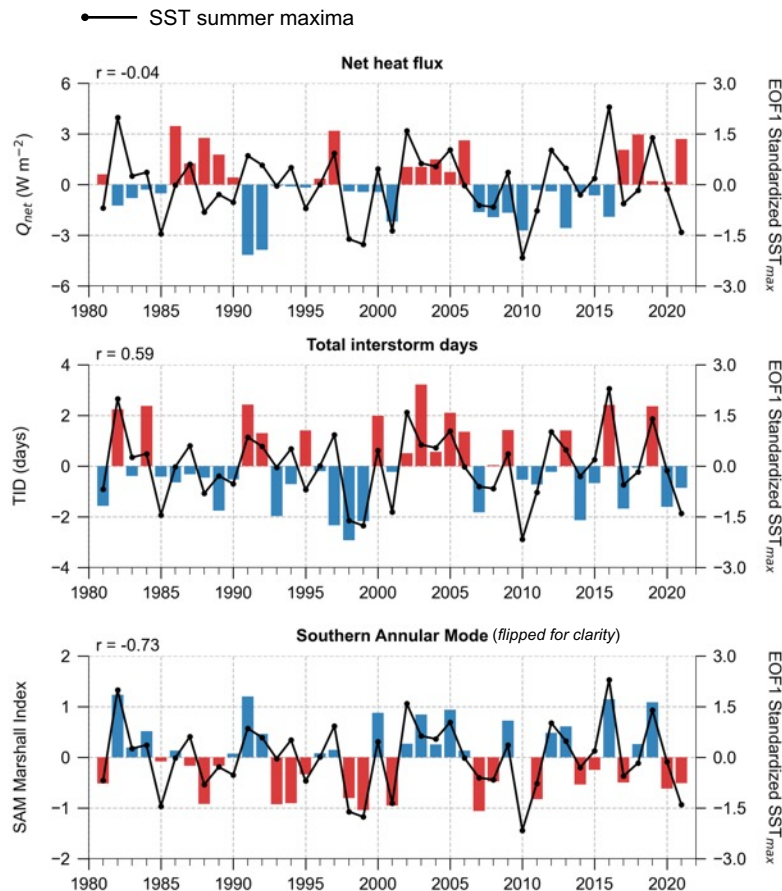 SST summer maxima
Net heat flux
r = -0.04
6
3
0
−3
−6
Q_net (W m⁻²)
3.0
1.5
0.0
−1.5
−3.0
EOF1 Standardized SST_max
1980 1985 1990 1995 2000 2005 2010 2015 2020
Total interstorm days
r = 0.59
4
2
0
−2
−4
TID (days)
3.0
1.5
0.0
−1.5
−3.0
EOF1 Standardized SST_max
1980 1985 1990 1995 2000 2005 2010 2015 2020
Southern Annular Mode (flipped for clarity)
r = -0.73
2
1
0
−1
−2
SAM Marshall Index
3.0
1.5
0.0
−1.5
−3.0
EOF1 Standardized SST_max
1980 1985 1990 1995 2000 2005 2010 2015 2020